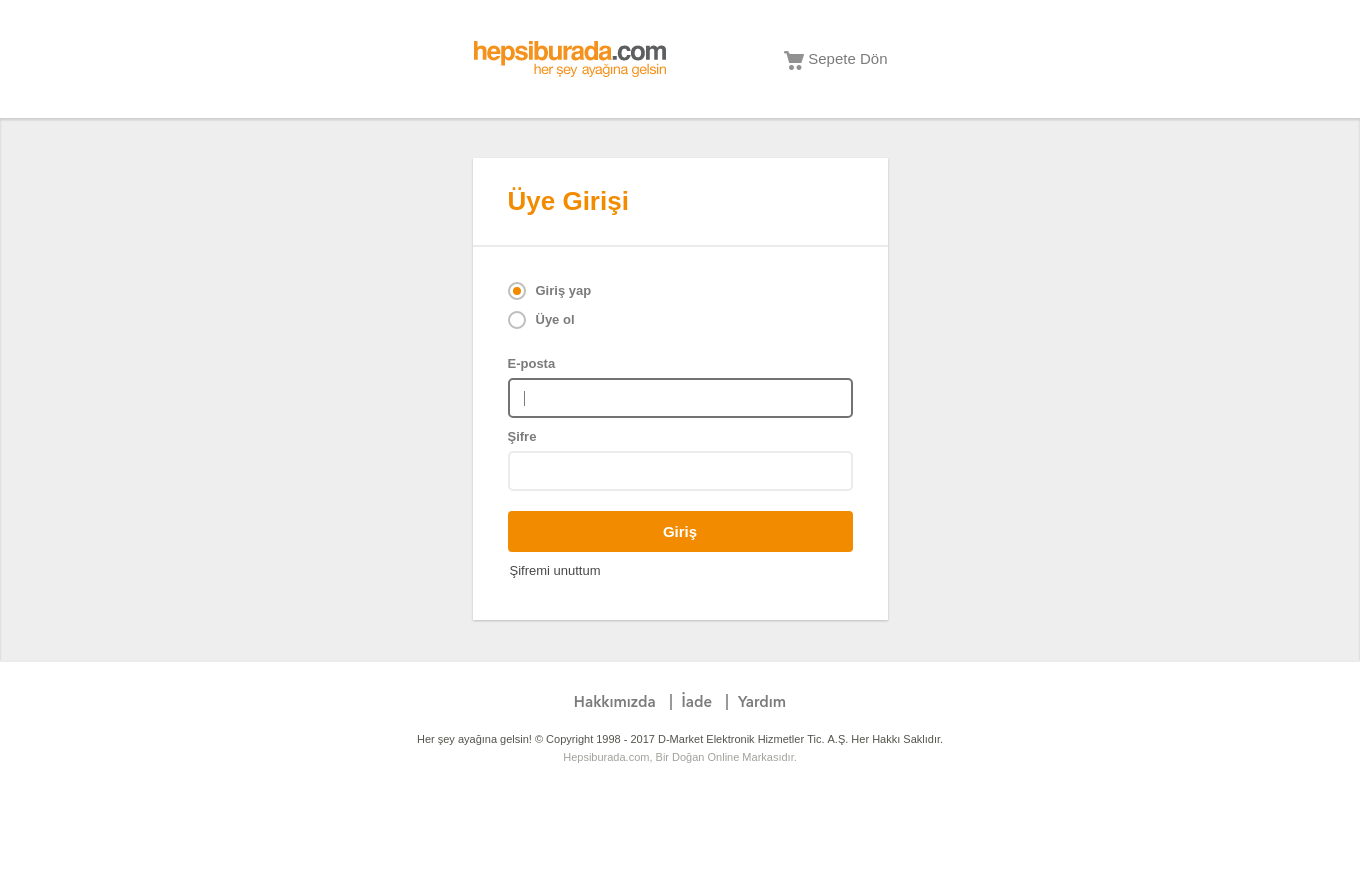 hepsiburada.com
her şey ayağına gelsin
Sepete Dön
Üye Girişi
Giriş yap
Üye ol
E-posta
Şifre
Giriş
Şifremi unuttum
Hakkımızda | İade | Yardım
Her şey ayağına gelsin! © Copyright 1998 - 2017 D-Market Elektronik Hizmetler Tic. A.Ş. Her Hakkı Saklıdır.
Hepsiburada.com, Bir Doğan Online Markasıdır.